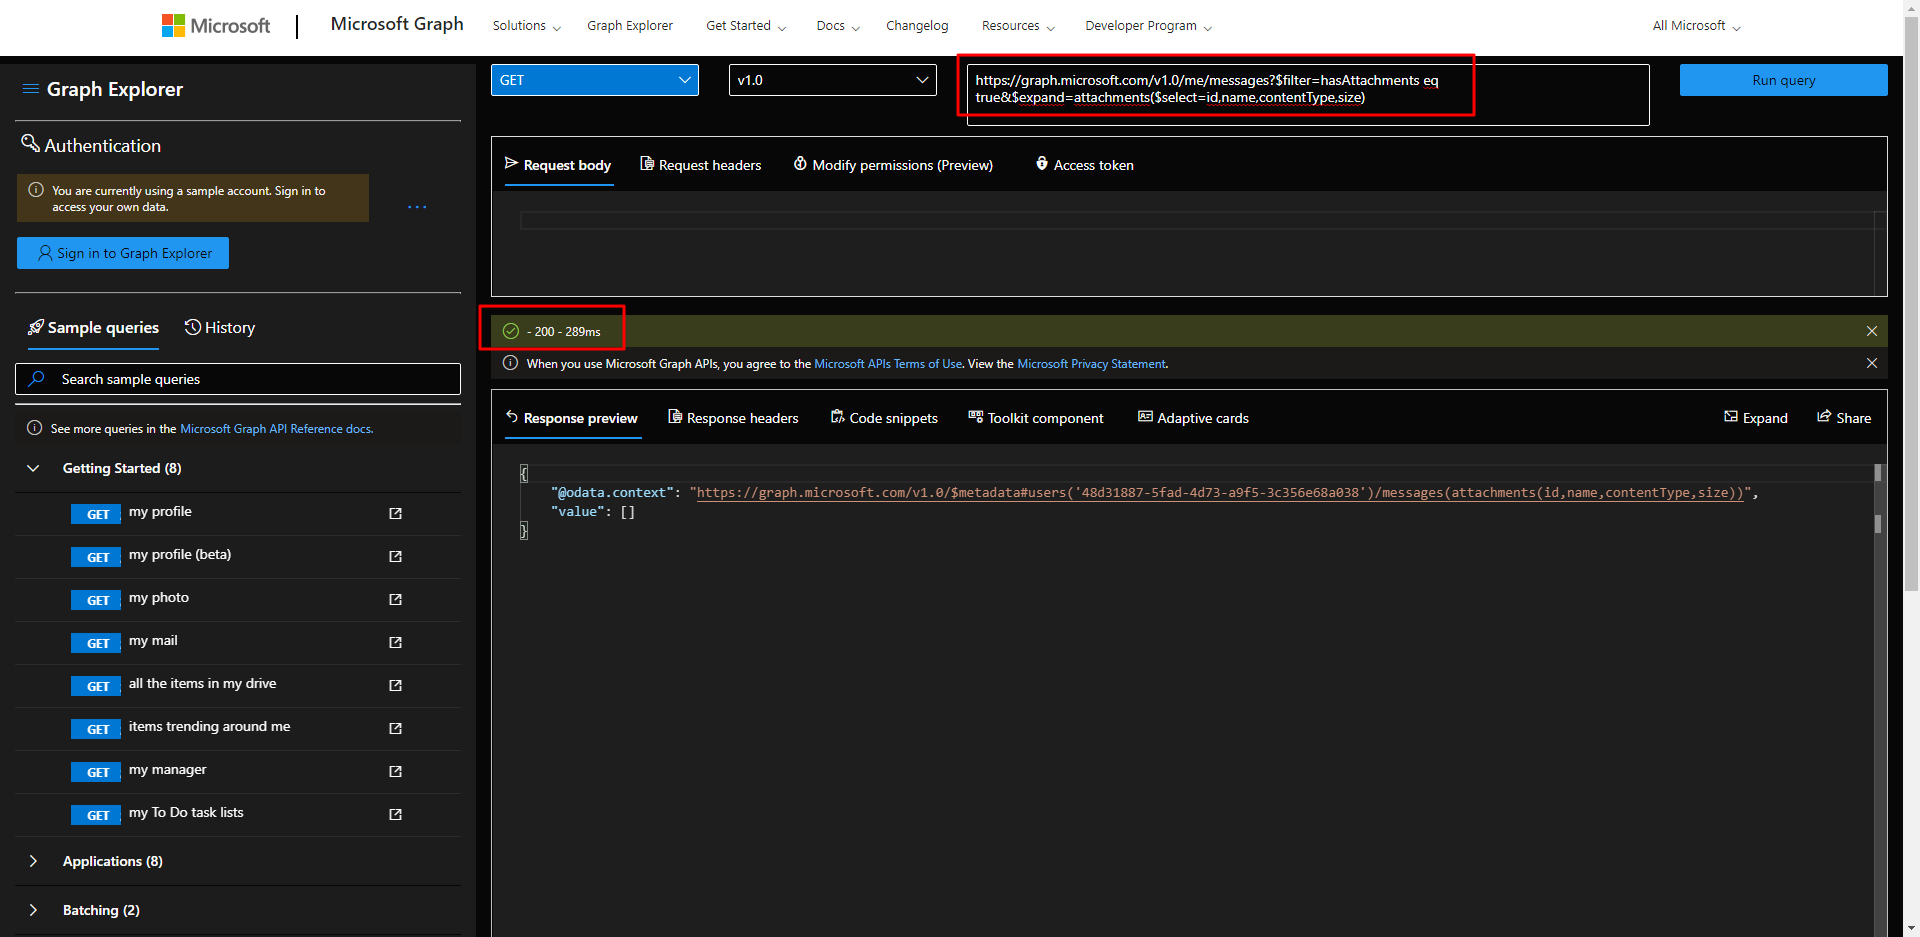 Microsoft
Microsoft Graph
Solutions
Graph Explorer
Get Started
Docs
Changelog
Resources
Developer Program
All Microsoft
Graph Explorer
Authentication
You are currently using a sample account. Sign in to
access your own data.
...
Sign in to Graph Explorer
Sample queries
History
Search sample queries
See more queries in the Microsoft Graph API Reference docs.
Getting Started (8)
GET my profile
GET my profile (beta)
GET my photo
GET my mail
GET all the items in my drive
GET items trending around me
GET my manager
GET my To Do task lists
Applications (8)
Batching (2)
GET
v1.0
https://graph.microsoft.com/v1.0/me/messages?$filter=hasAttachments eq
true&$expand=attachments($select=id,name,contentType,size)
Run query
Request body
Request headers
Modify permissions (Preview)
Access token
- 200 - 289ms
When you use Microsoft Graph APIs, you agree to the Microsoft APIs Terms of Use. View the Microsoft Privacy Statement.
Response preview
Response headers
Code snippets
Toolkit component
Adaptive cards
Expand
Share
{
"@odata.context": "https://graph.microsoft.com/v1.0/$metadata#users('48d31887-5fad-4d73-a9f5-3c356e68a038')/messages(attachments(id,name,contentType,size))",
"value": []
}